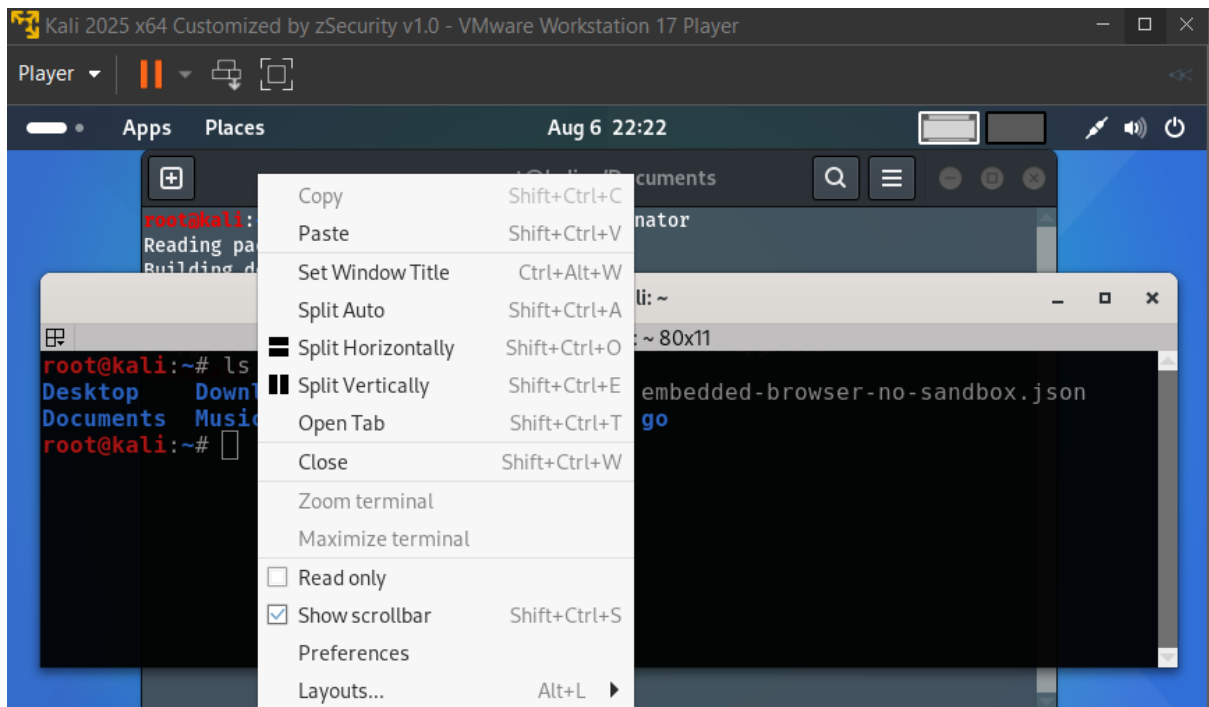 Kali 2025 x64 Customized by zSecurity v1.0 - VMware Workstation 17 Player
Player
Apps Places Aug 6 22:22
cuments
root@kali: nator
Reading pa
Building d
li: ~
: ~ 80x11
root@kali:~# ls
Desktop Downl embedded-browser-no-sandbox.json
Documents Music go
root@kali:~#
Copy Shift+Ctrl+C
Paste Shift+Ctrl+V
Set Window Title Ctrl+Alt+W
Split Auto Shift+Ctrl+A
Split Horizontally Shift+Ctrl+O
Split Vertically Shift+Ctrl+E
Open Tab Shift+Ctrl+T
Close Shift+Ctrl+W
Zoom terminal
Maximize terminal
Read only
Show scrollbar Shift+Ctrl+S
Preferences
Layouts... Alt+L